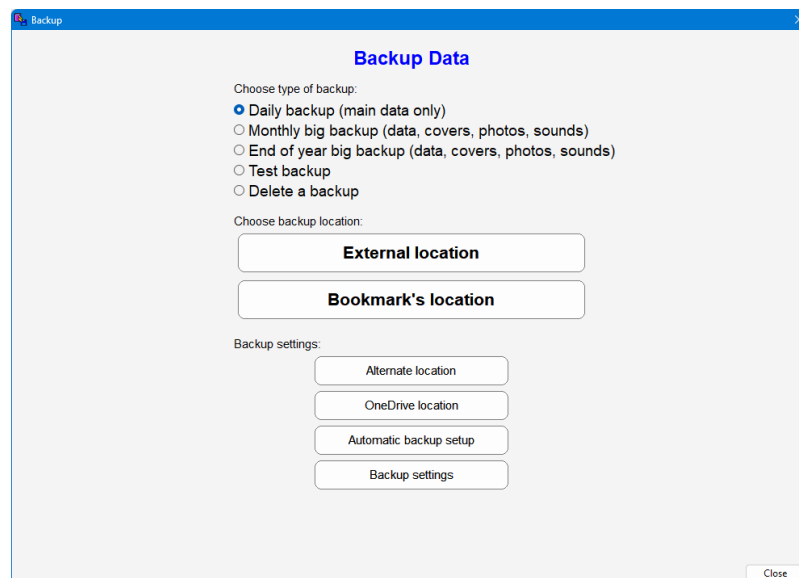 Backup
Backup Data
Choose type of backup:
Daily backup (main data only)
Monthly big backup (data, covers, photos, sounds)
End of year big backup (data, covers, photos, sounds)
Test backup
Delete a backup
Choose backup location:
External location
Bookmark's location
Backup settings:
Alternate location
OneDrive location
Automatic backup setup
Backup settings
Close